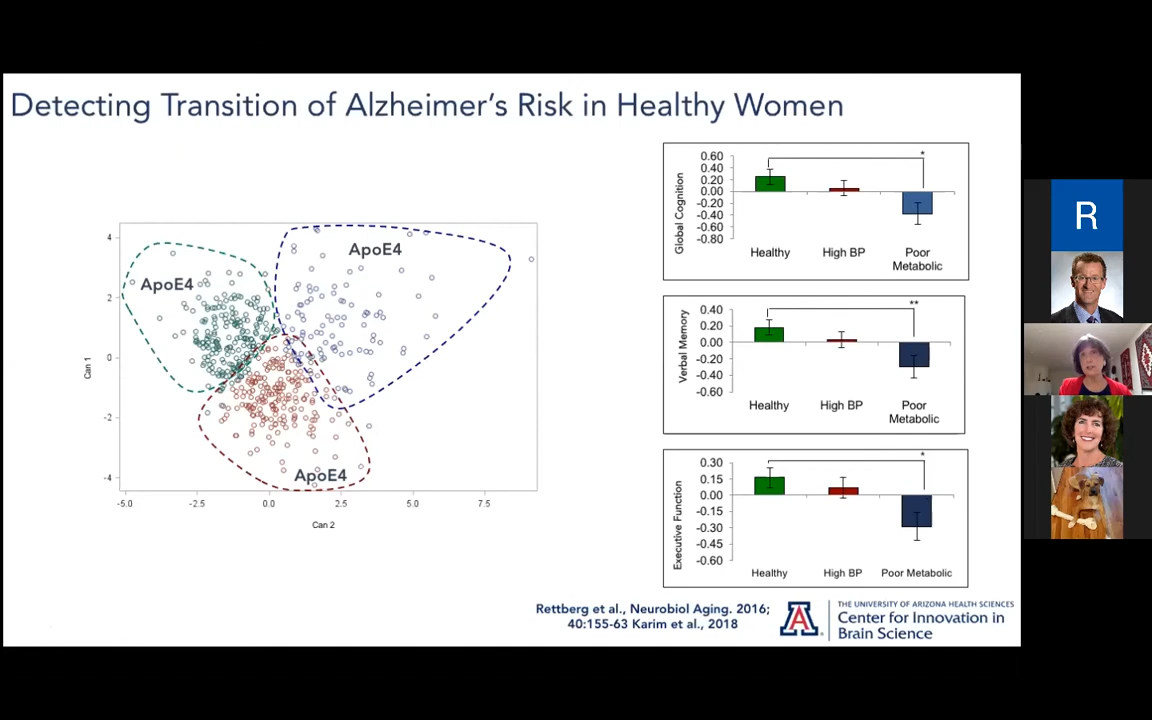 Detecting Transition of Alzheimer's Risk in Healthy Women
4
2
0
-2
-4
Can 1
-5.0 -2.5 0.0 2.5 5.0 7.5
Can 2
ApoE4
ApoE4
ApoE4
Global Cognition
0.60
0.40
0.20
0.00
-0.20
-0.40
-0.60
-0.80
*
Healthy High BP Poor
Metabolic
Verbal Memory
0.40
0.20
0.00
-0.20
-0.40
-0.60
**
Healthy High BP Poor
Metabolic
Executive Function
0.30
0.15
0.00
-0.15
-0.30
-0.45
-0.60
*
Healthy High BP Poor Metabolic
Rettberg et al., Neurobiol Aging. 2016;
40:155-63 Karim et al., 2018
A
THE UNIVERSITY OF ARIZONA HEALTH SCIENCES
Center for Innovation in
Brain Science
R